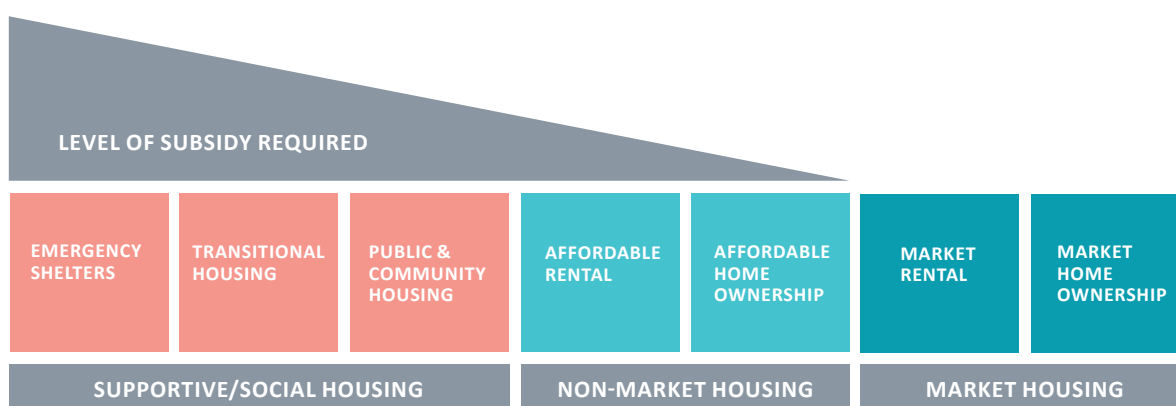 LEVEL OF SUBSIDY REQUIRED
EMERGENCY
SHELTERS
TRANSITIONAL
HOUSING
PUBLIC &
COMMUNITY
HOUSING
AFFORDABLE
RENTAL
AFFORDABLE
HOME
OWNERSHIP
MARKET
RENTAL
MARKET
HOME
OWNERSHIP
SUPPORTIVE/SOCIAL HOUSING
NON-MARKET HOUSING
MARKET HOUSING